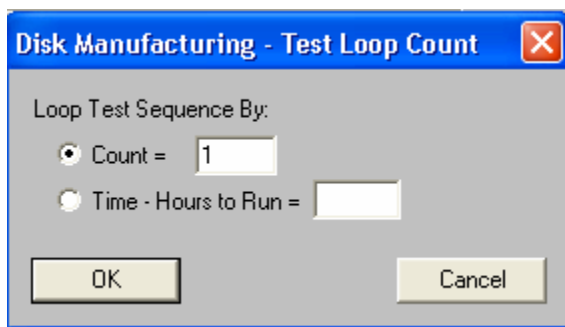 Disk Manufacturing - Test Loop Count
Loop Test Sequence By:
Count = 1
Time - Hours to Run =
OK Cancel